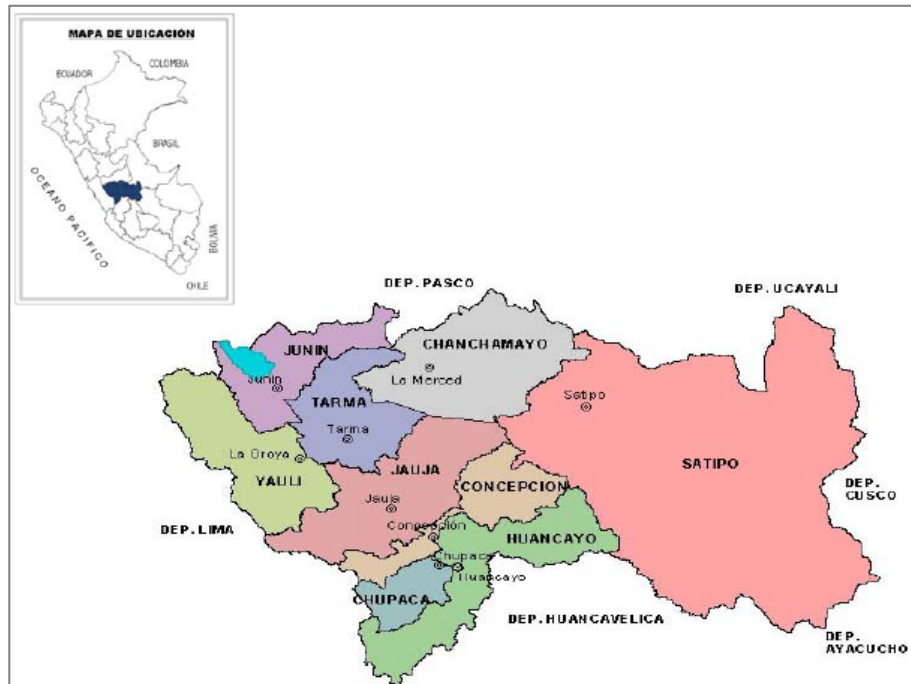 MAPA DE UBICACIÓN
COLOMBIA
ECUADOR
BRASIL
OCEANO PACIFICO
BOLIVIA
CHILE
DEP. PASCO
DEP. UCAYALI
JUNIN
CHANCHAMAYO
Junín
La Merced
TARMA
Satipo
Tarma
La Oroya
JAUJA
SATIPO
YAULI
CONCEPCION
DEP.
CUSCO
Jauja
DEP. LIMA
Concepción
HUANCAYO
Chupaca
Huancayo
CHUPACA
DEP. HUANCAVELICA
DEP.
AYACUCHO